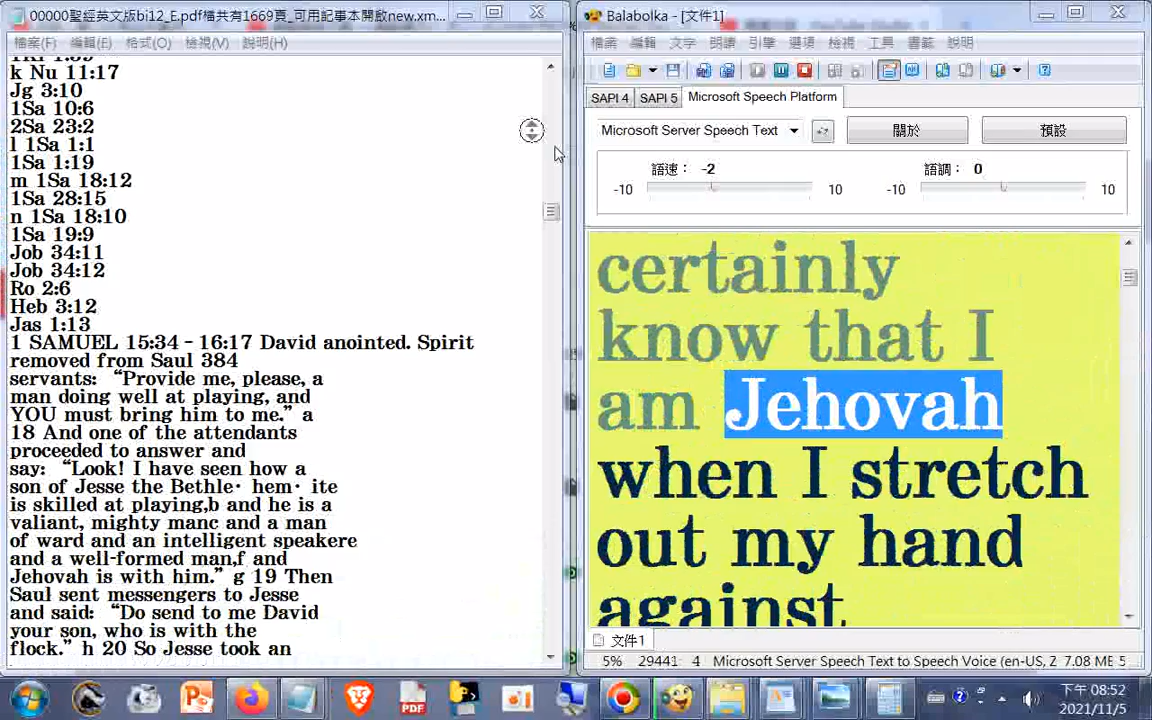 00000聖經英文版bi12_E.pdf檔共有1669頁_可用記事本開啟new.xm...
檔案(F) 編輯(E) 格式(O) 檢視(V) 說明(H)
k Nu 11:17
Jg 3:10
1Sa 10:6
2Sa 23:2
l 1Sa 1:1
1Sa 1:19
m 1Sa 18:12
1Sa 28:15
n 1Sa 18:10
1Sa 19:9
Job 34:11
Job 34:12
Ro 2:6
Heb 3:12
Jas 1:13
1 SAMUEL 15:34 - 16:17 David anointed. Spirit
removed from Saul 384
servants: “Provide me, please, a
man doing well at playing, and
YOU must bring him to me.” a
18 And one of the attendants
proceeded to answer and
say: “Look! I have seen how a
son of Jesse the Bethle· hem· ite
is skilled at playing,b and he is a
valiant, mighty manc and a man
of ward and an intelligent speakere
and a well-formed man,f and
Jehovah is with him.” g 19 Then
Saul sent messengers to Jesse
and said: “Do send to me David
your son, who is with the
flock.” h 20 So Jesse took an
Balabolka - [文件1]
檔案 編輯 文字 朗讀 引擎 選項 檢視 工具 書籤 說明
SAPI 4 SAPI 5 Microsoft Speech Platform
Microsoft Server Speech Text 關於 預設
語速： -2 語調： 0
-10 10 -10 10
certainly
know that I
am Jehovah
when I stretch
out my hand
against
文件1
5% 29441 4 Microsoft Server Speech Text to Speech Voice (en-US, 2 7.08 MB 5
下午 08:52
2021/11/5